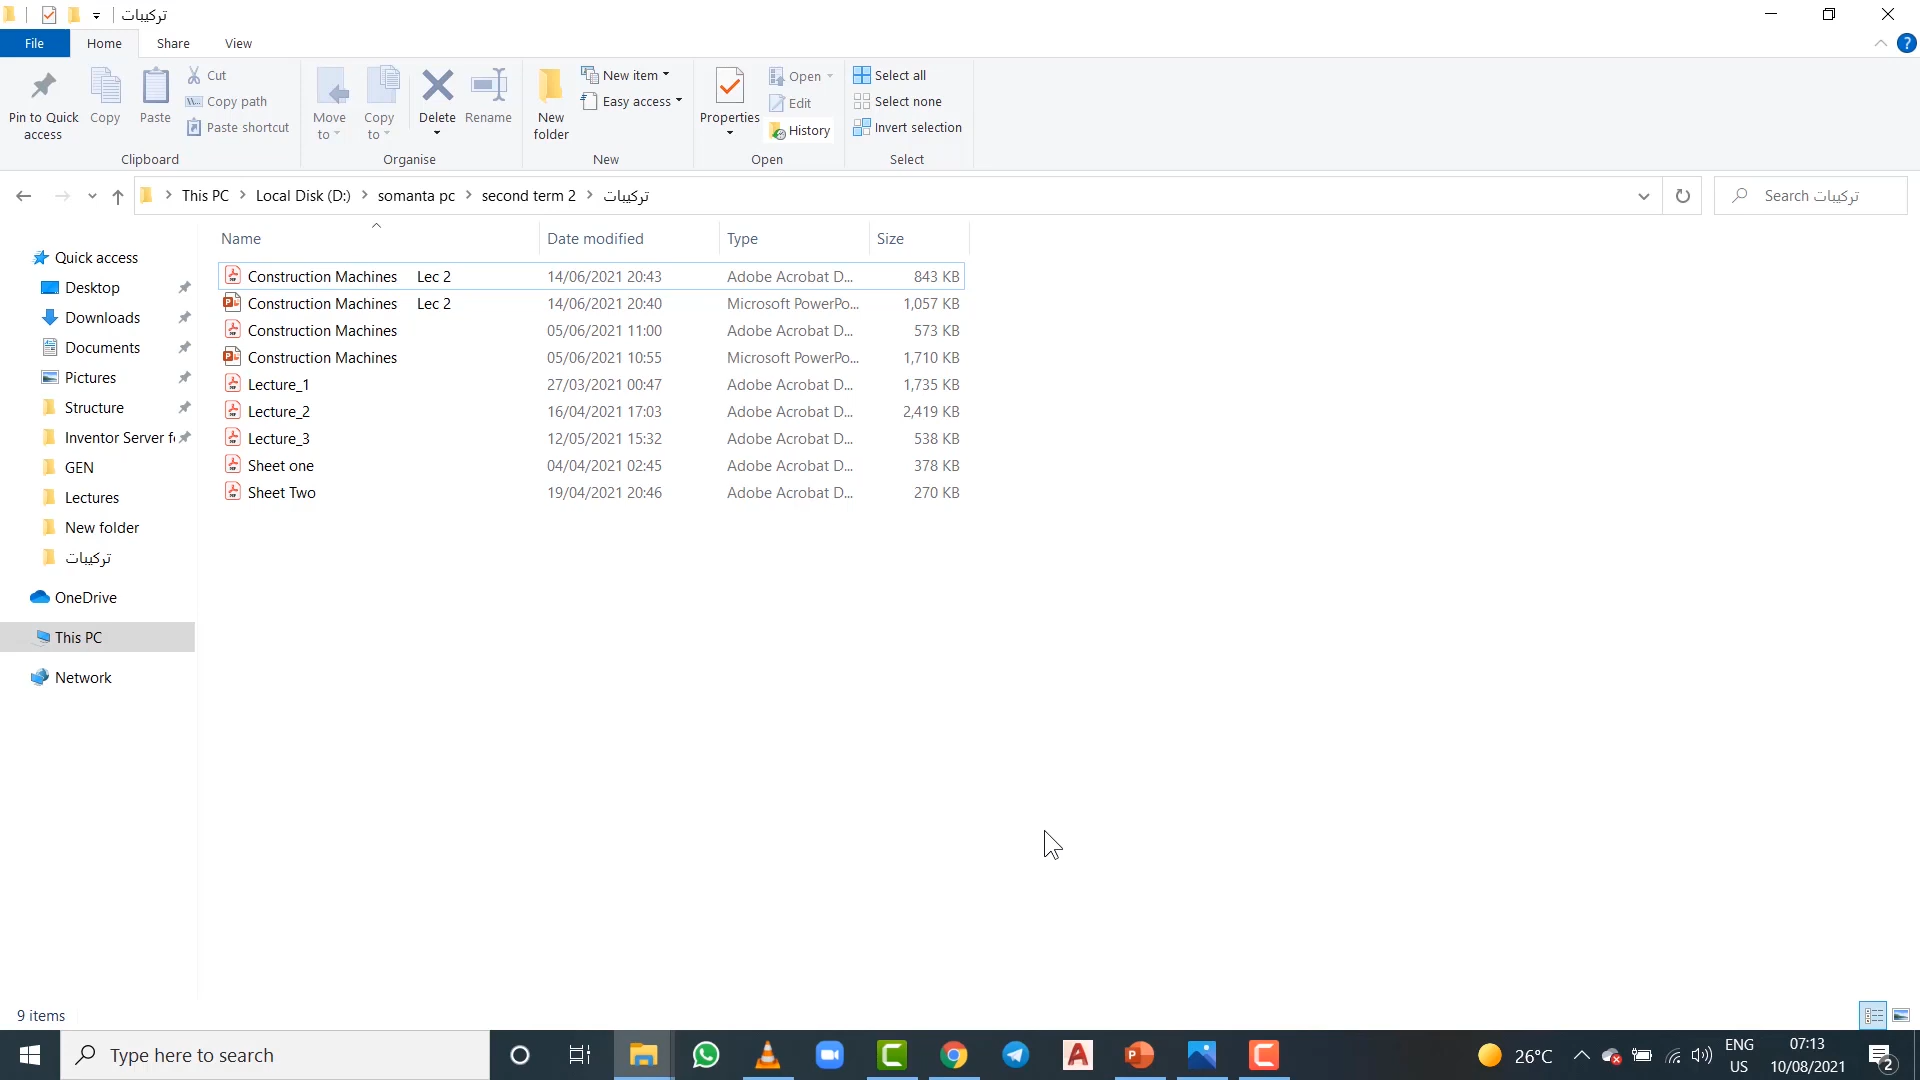 تركيبات
File Home Share View
Pin to Quick access
Copy
Paste
Cut
Copy path
Paste shortcut
Clipboard
Move to
Copy to
Delete
Rename
Organise
New folder
New item
Easy access
New
Properties
Open
Edit
History
Open
Select all
Select none
Invert selection
Select
This PC Local Disk (D:) somanta pc second term 2 تركيبات
Search تركيبات
Name Date modified Type Size
Construction Machines Lec 2 14/06/2021 20:43 Adobe Acrobat D... 843 KB
Construction Machines Lec 2 14/06/2021 20:40 Microsoft PowerPo... 1,057 KB
Construction Machines 05/06/2021 11:00 Adobe Acrobat D... 573 KB
Construction Machines 05/06/2021 10:55 Microsoft PowerPo... 1,710 KB
Lecture_1 27/03/2021 00:47 Adobe Acrobat D... 1,735 KB
Lecture_2 16/04/2021 17:03 Adobe Acrobat D... 2,419 KB
Lecture_3 12/05/2021 15:32 Adobe Acrobat D... 538 KB
Sheet one 04/04/2021 02:45 Adobe Acrobat D... 378 KB
Sheet Two 19/04/2021 20:46 Adobe Acrobat D... 270 KB
Quick access
Desktop
Downloads
Documents
Pictures
Structure
Inventor Server f
GEN
Lectures
New folder
تركيبات
OneDrive
This PC
Network
9 items
Type here to search
26°C
ENG
US
07:13
10/08/2021
2